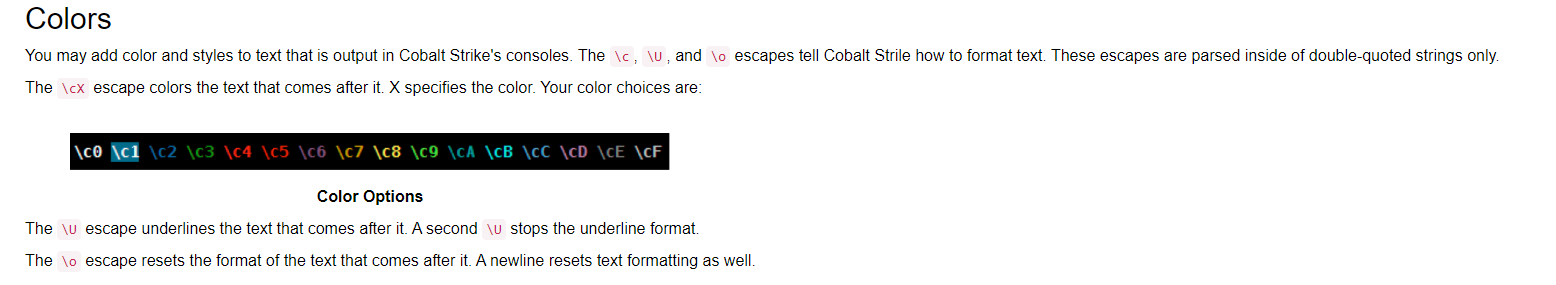 Colors
You may add color and styles to text that is output in Cobalt Strike's consoles. The \c, \U, and \o escapes tell Cobalt Strile how to format text. These escapes are parsed inside of double-quoted strings only.
The \cX escape colors the text that comes after it. X specifies the color. Your color choices are:
\c0 \c1 \c2 \c3 \c4 \c5 \c6 \c7 \c8 \c9 \cA \cB \cC \cD \cE \cF
Color Options
The \U escape underlines the text that comes after it. A second \U stops the underline format.
The \o escape resets the format of the text that comes after it. A newline resets text formatting as well.